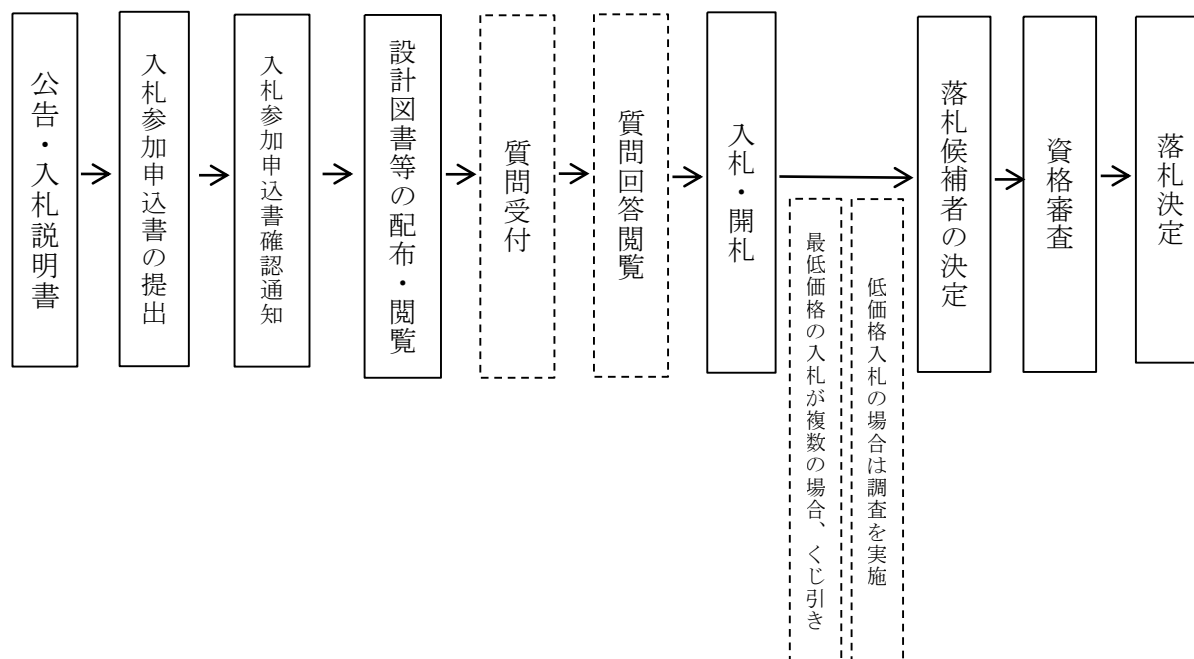 公告・入札説明書
入札参加申込書の提出
入札参加申込書確認通知
設計図書等の配布・閲覧
質問受付
質問回答閲覧
入札・開札
最低価格の入札が複数の場合、くじ引き
低価格入札の場合は調査を実施
落札候補者の決定
資格審査
落札決定